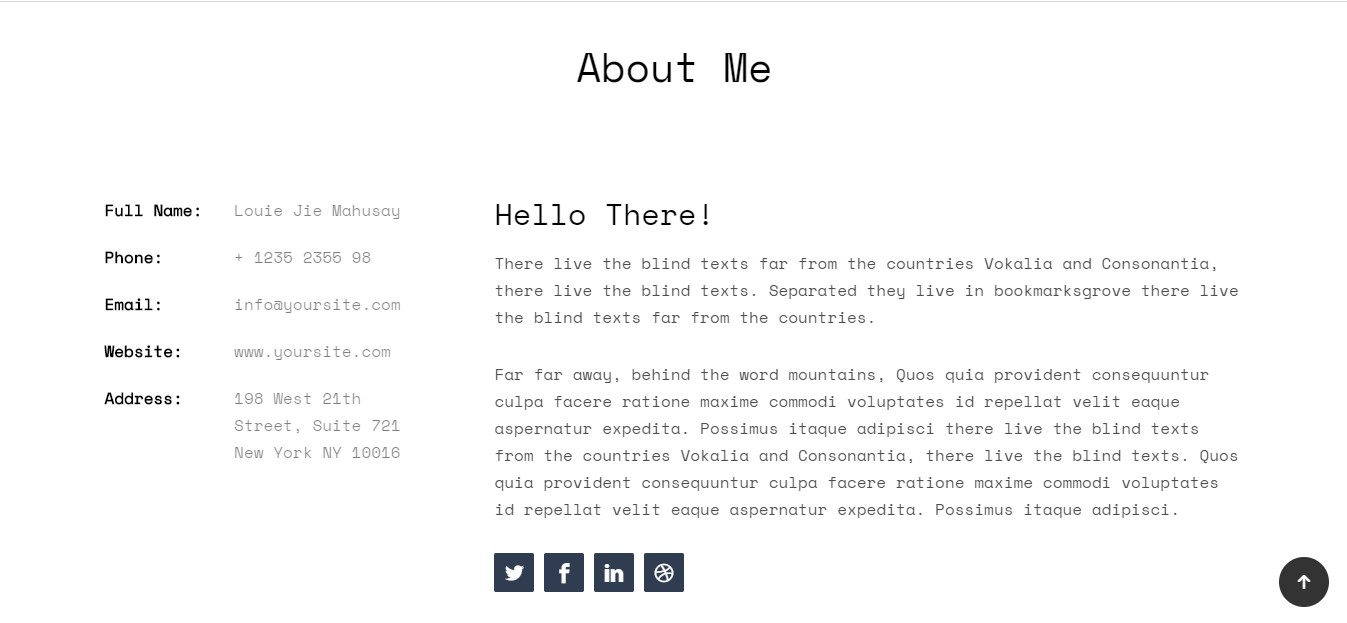 About Me
Full Name: Louie Jie Mahusay
Phone: + 1235 2355 98
Email: info@yoursite.com
Website: www.yoursite.com
Address: 198 West 21th
Street, Suite 721
New York NY 10016
Hello There!
There live the blind texts far from the countries Vokalia and Consonantia,
there live the blind texts. Separated they live in bookmarksgrove there live
the blind texts far from the countries.
Far far away, behind the word mountains, Quos quia provident consequuntur
culpa facere ratione maxime commodi voluptates id repellat velit eaque
aspernatur expedita. Possimus itaque adipisci there live the blind texts
from the countries Vokalia and Consonantia, there live the blind texts. Quos
quia provident consequuntur culpa facere ratione maxime commodi voluptates
id repellat velit eaque aspernatur expedita. Possimus itaque adipisci.